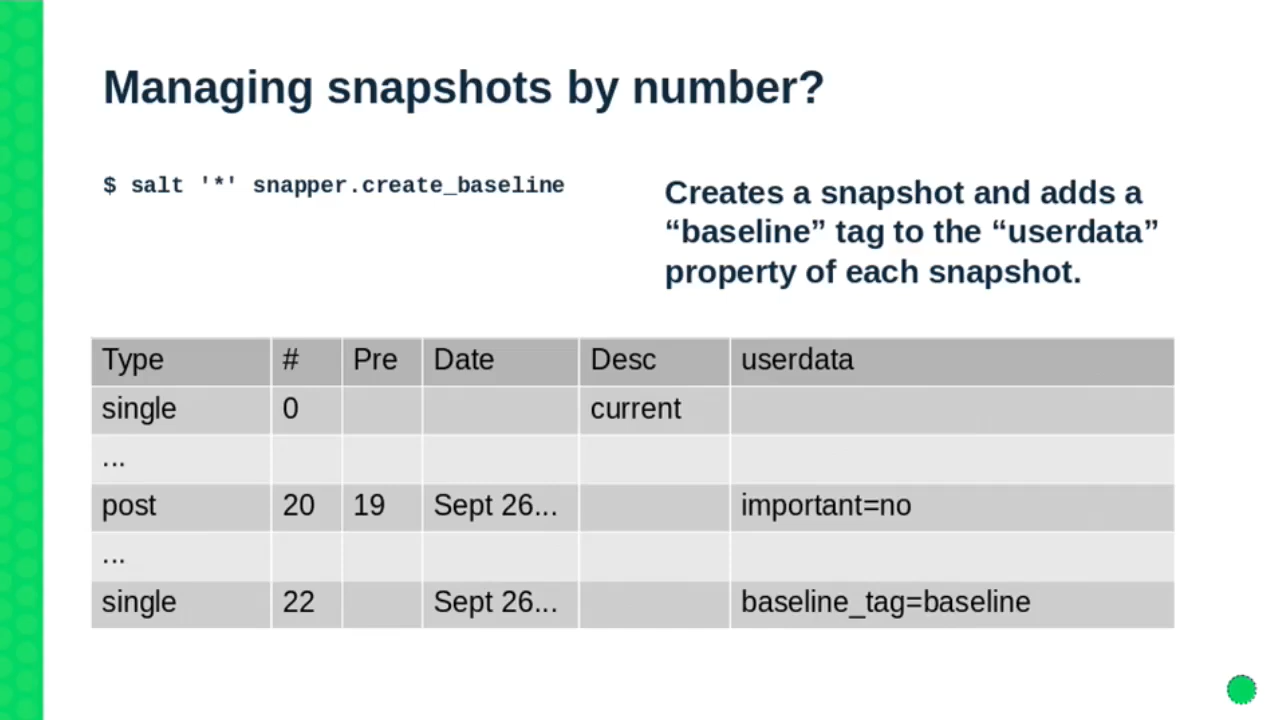 Managing snapshots by number?
$ salt '*' snapper.create_baseline
Creates a snapshot and adds a
“baseline” tag to the “userdata”
property of each snapshot.
Type # Pre Date Desc userdata
single 0 current
...
post 20 19 Sept 26... important=no
...
single 22 Sept 26... baseline_tag=baseline